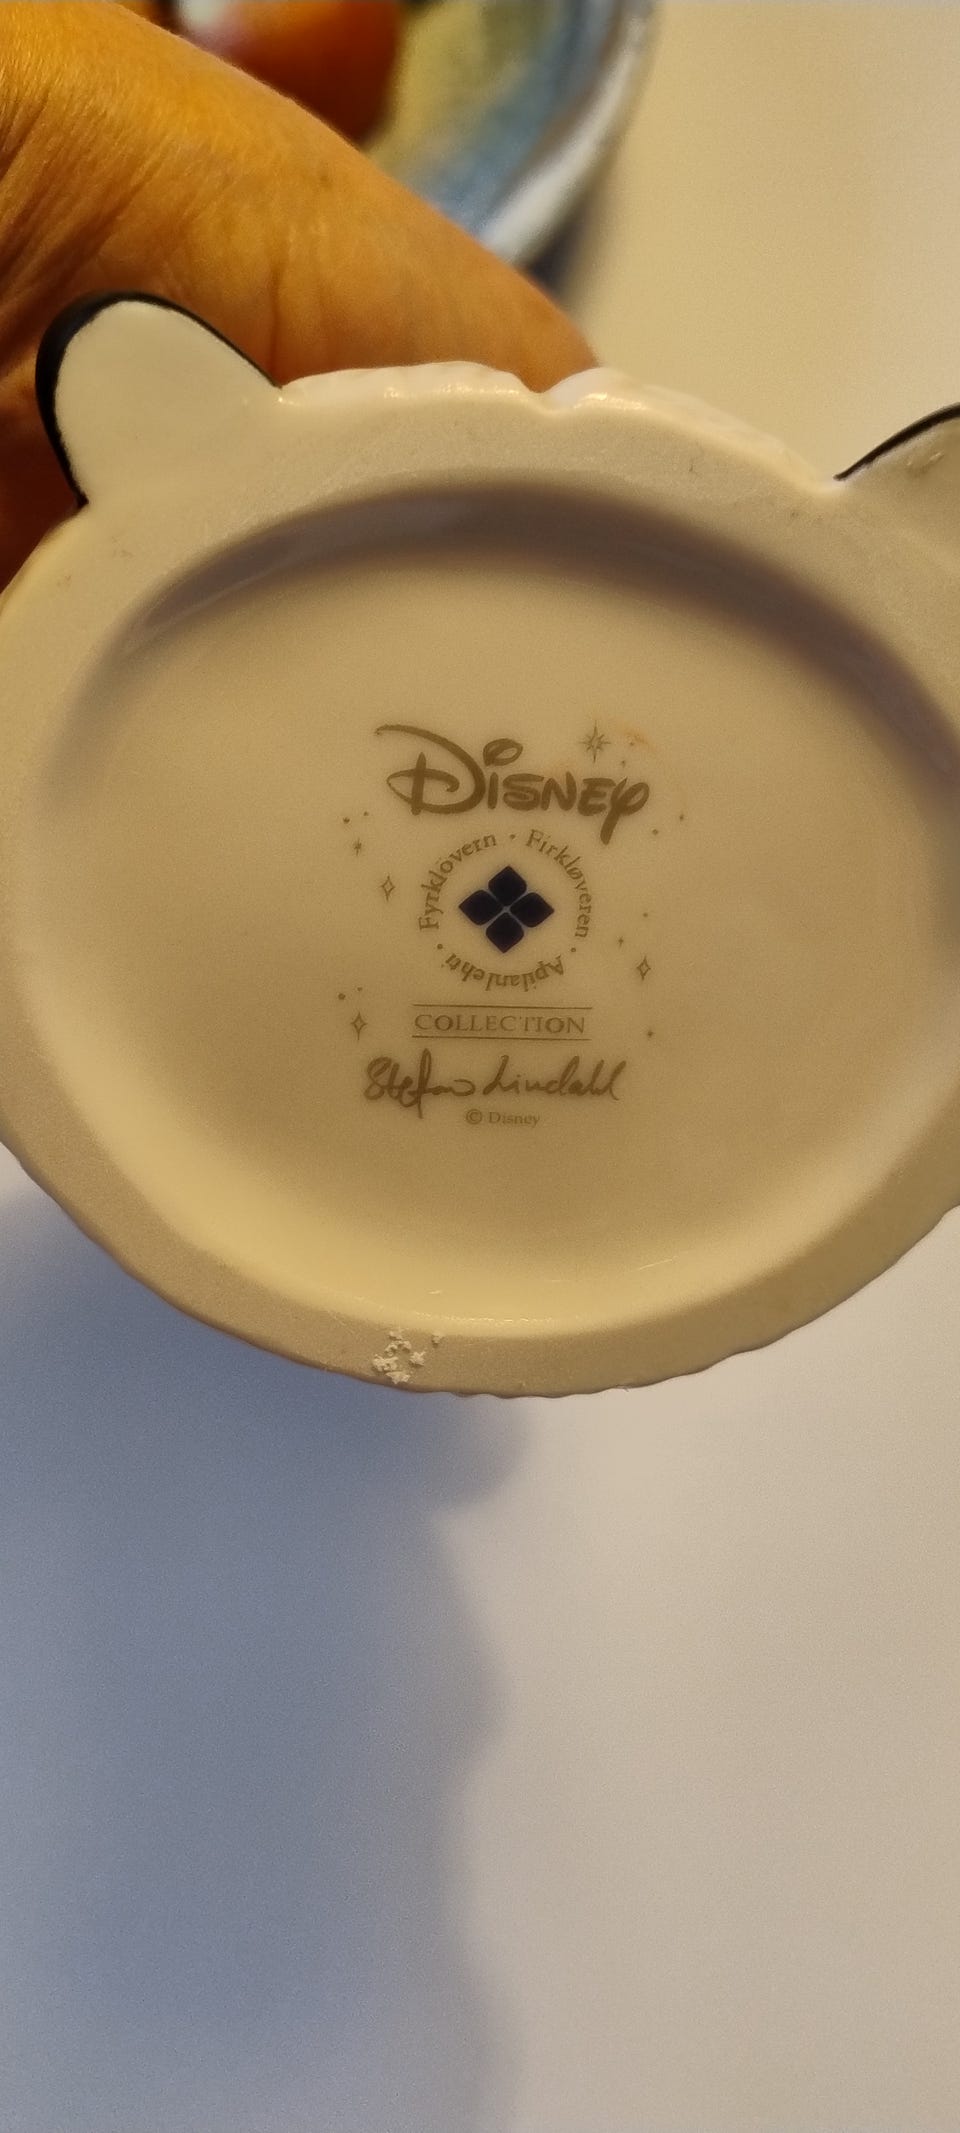 Disney
Fyrklövern · Firkløveren · Apilanlehti ·
COLLECTION
Stefan Lindahl
© Disney